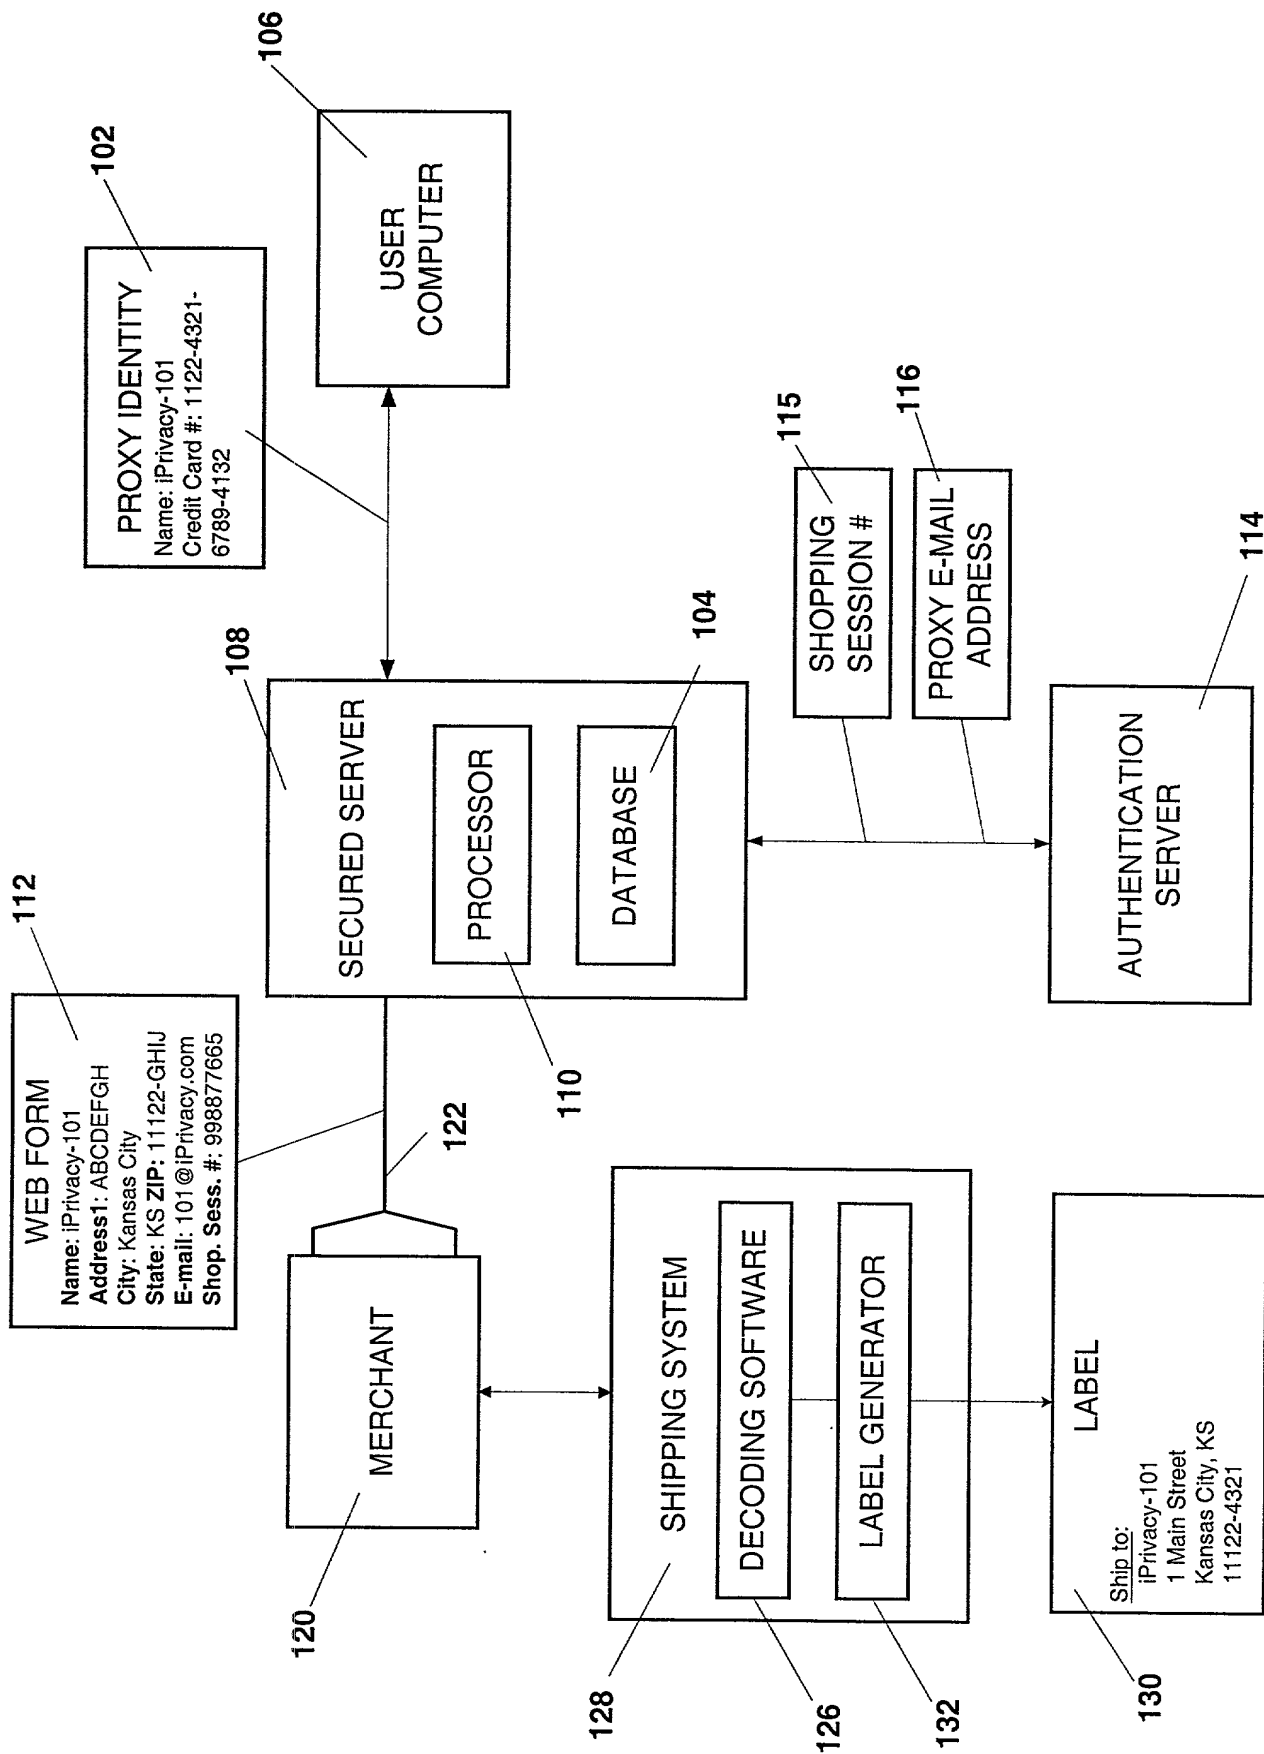 112
WEB FORM
Name: iPrivacy-101
Address1: ABCDEFGH
City: Kansas City
State: KS ZIP: 11122-GHIJ
E-mail: 101@iPrivacy.com
Shop. Sess. #: 998877665
102
PROXY IDENTITY
Name: iPrivacy-101
Credit Card #: 1122-4321-
6789-4132
106
USER
COMPUTER
108
SECURED SERVER
PROCESSOR
110
DATABASE
104
122
MERCHANT
120
115
SHOPPING
SESSION #
116
PROXY E-MAIL
ADDRESS
AUTHENTICATION
SERVER
114
SHIPPING SYSTEM
128
DECODING SOFTWARE
126
LABEL GENERATOR
132
LABEL
Ship to:
iPrivacy-101
1 Main Street
Kansas City, KS
11122-4321
130